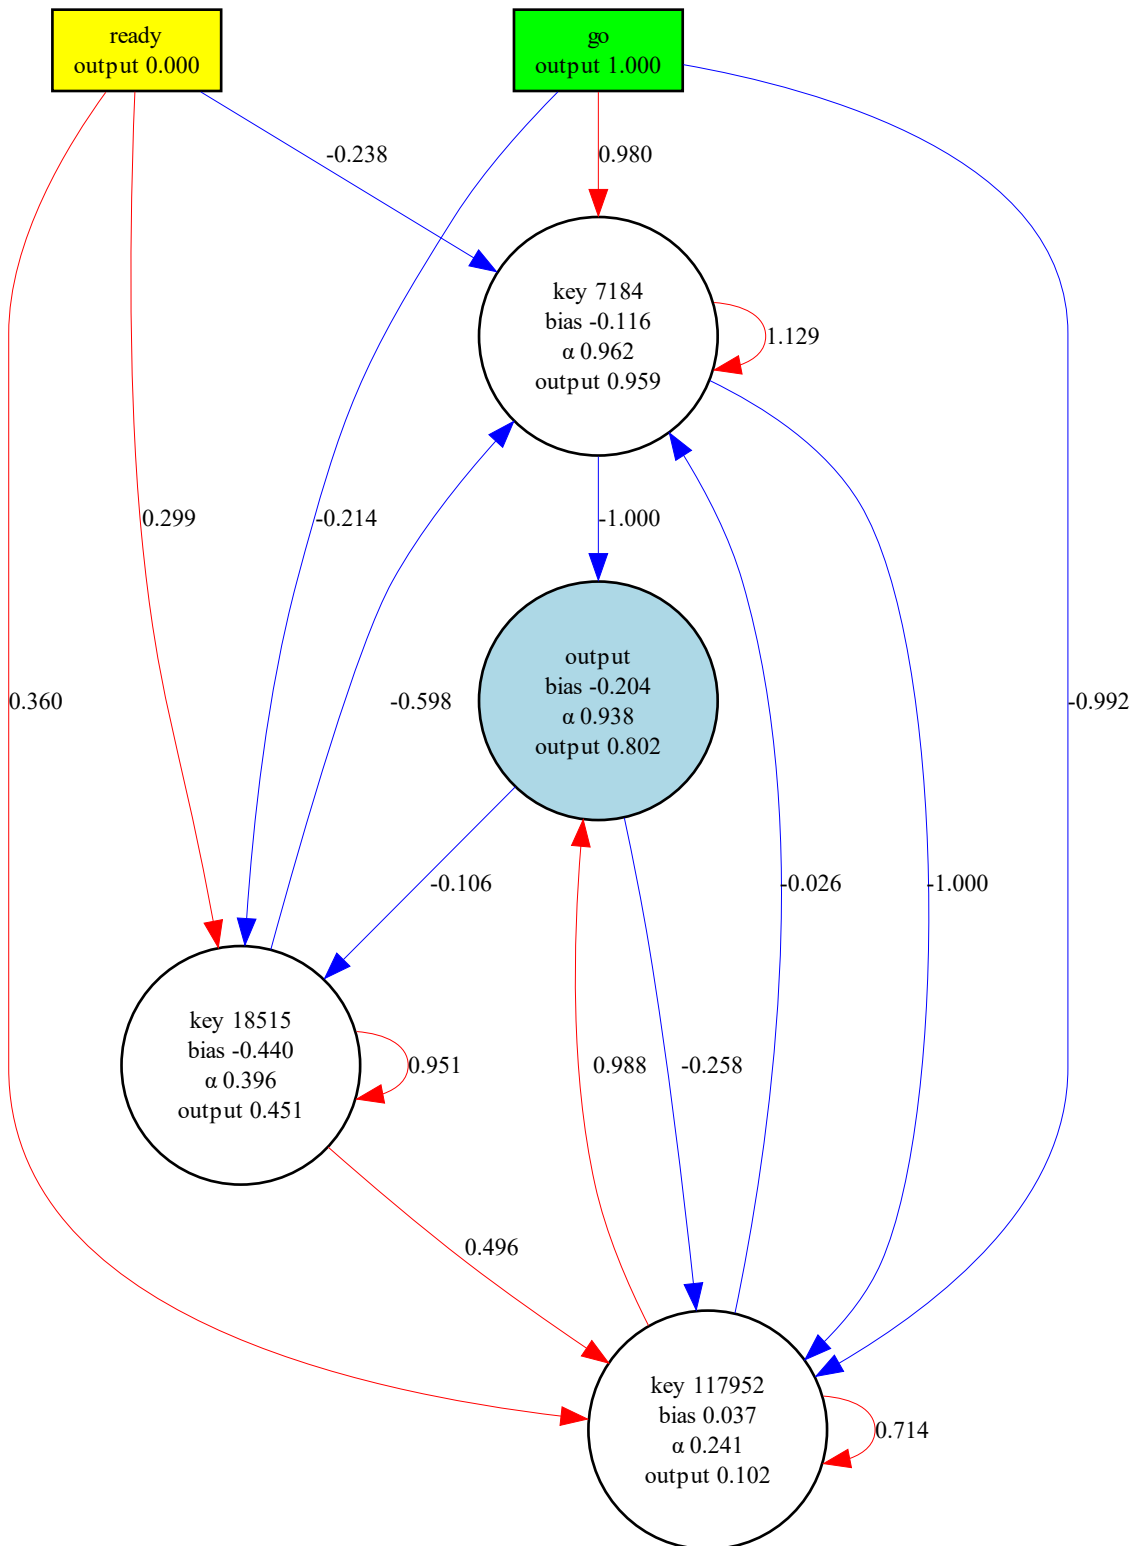 ready
output 0.000
go
output 1.000
-0.238
0.980
key 7184
bias -0.116
α 0.962
output 0.959
1.129
0.299
-0.214
-1.000
output
bias -0.204
α 0.938
output 0.802
0.360
-0.598
-0.992
-0.106
-0.026
-1.000
key 18515
bias -0.440
α 0.396
output 0.451
0.951
0.988
-0.258
0.496
key 117952
bias 0.037
α 0.241
output 0.102
0.714